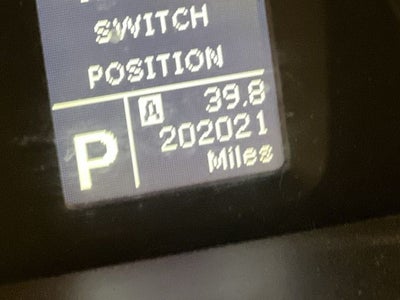 SWITCH
POSITION
A 39.8
P 202021
Miles